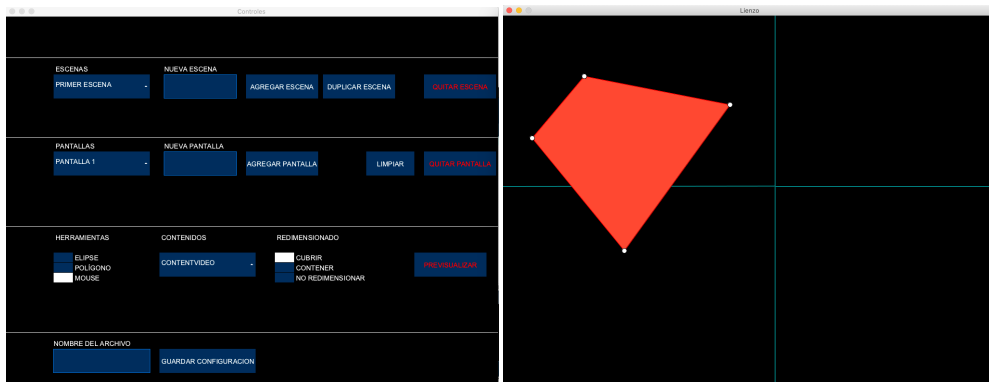 Controles
Lienzo
ESCENAS
NUEVA ESCENA
PRIMER ESCENA
-
AGREGAR ESCENA
DUPLICAR ESCENA
QUITAR ESCENA
PANTALLAS
NUEVA PANTALLA
PANTALLA 1
-
AGREGAR PANTALLA
LIMPIAR
QUITAR PANTALLA
HERRAMIENTAS
CONTENIDOS
REDIMENSIONADO
ELIPSE
POLÍGONO
MOUSE
CONTENTVIDEO
-
CUBRIR
CONTENER
NO REDIMENSIONAR
PREVISUALIZAR
NOMBRE DEL ARCHIVO
GUARDAR CONFIGURACION